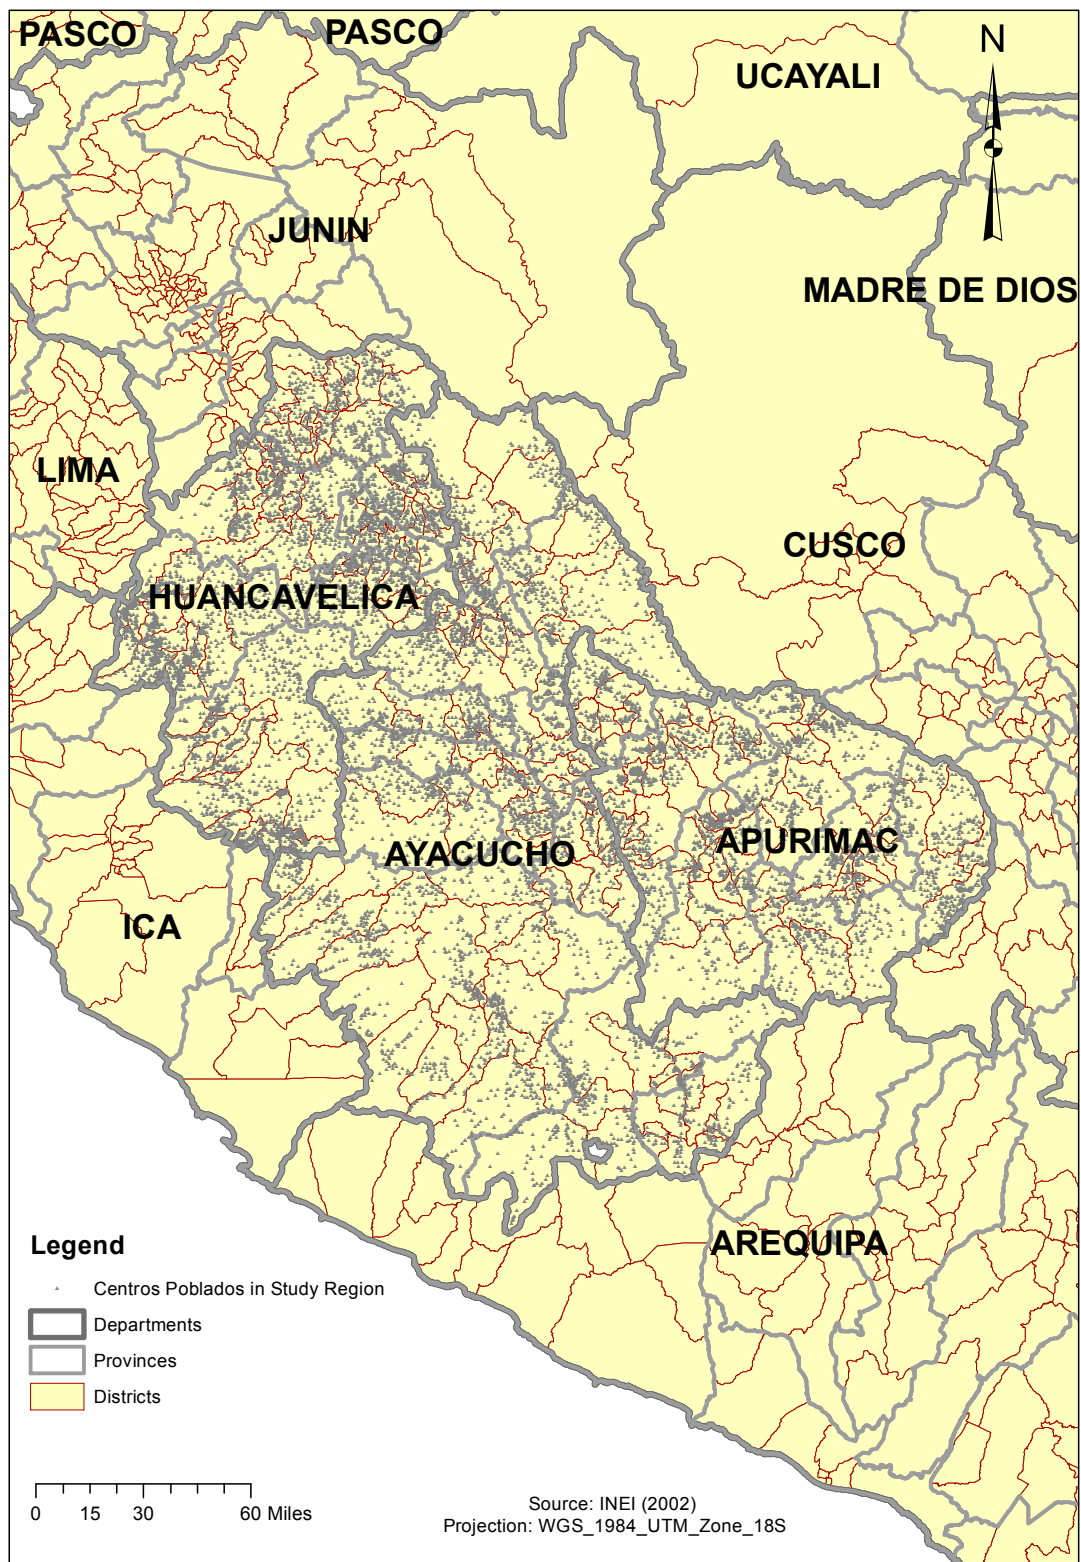 PASCO
PASCO
N
UCAYALI
JUNIN
MADRE DE DIOS
LIMA
CUSCO
HUANCAVELICA
APURIMAC
AYACUCHO
ICA
AREQUIPA
Legend
Centros Poblados in Study Region
Departments
Provinces
Districts
0 15 30 60 Miles
Source: INEI (2002)
Projection: WGS_1984_UTM_Zone_18S